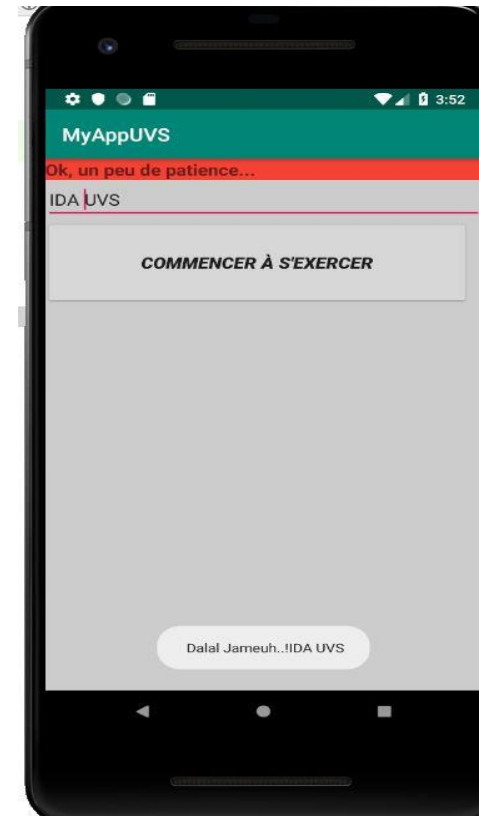 3:52
MyAppUVS
Ok, un peu de patience...
IDA UVS
COMMENCER À S'EXERCER
Dalal Jameuh..!IDA UVS